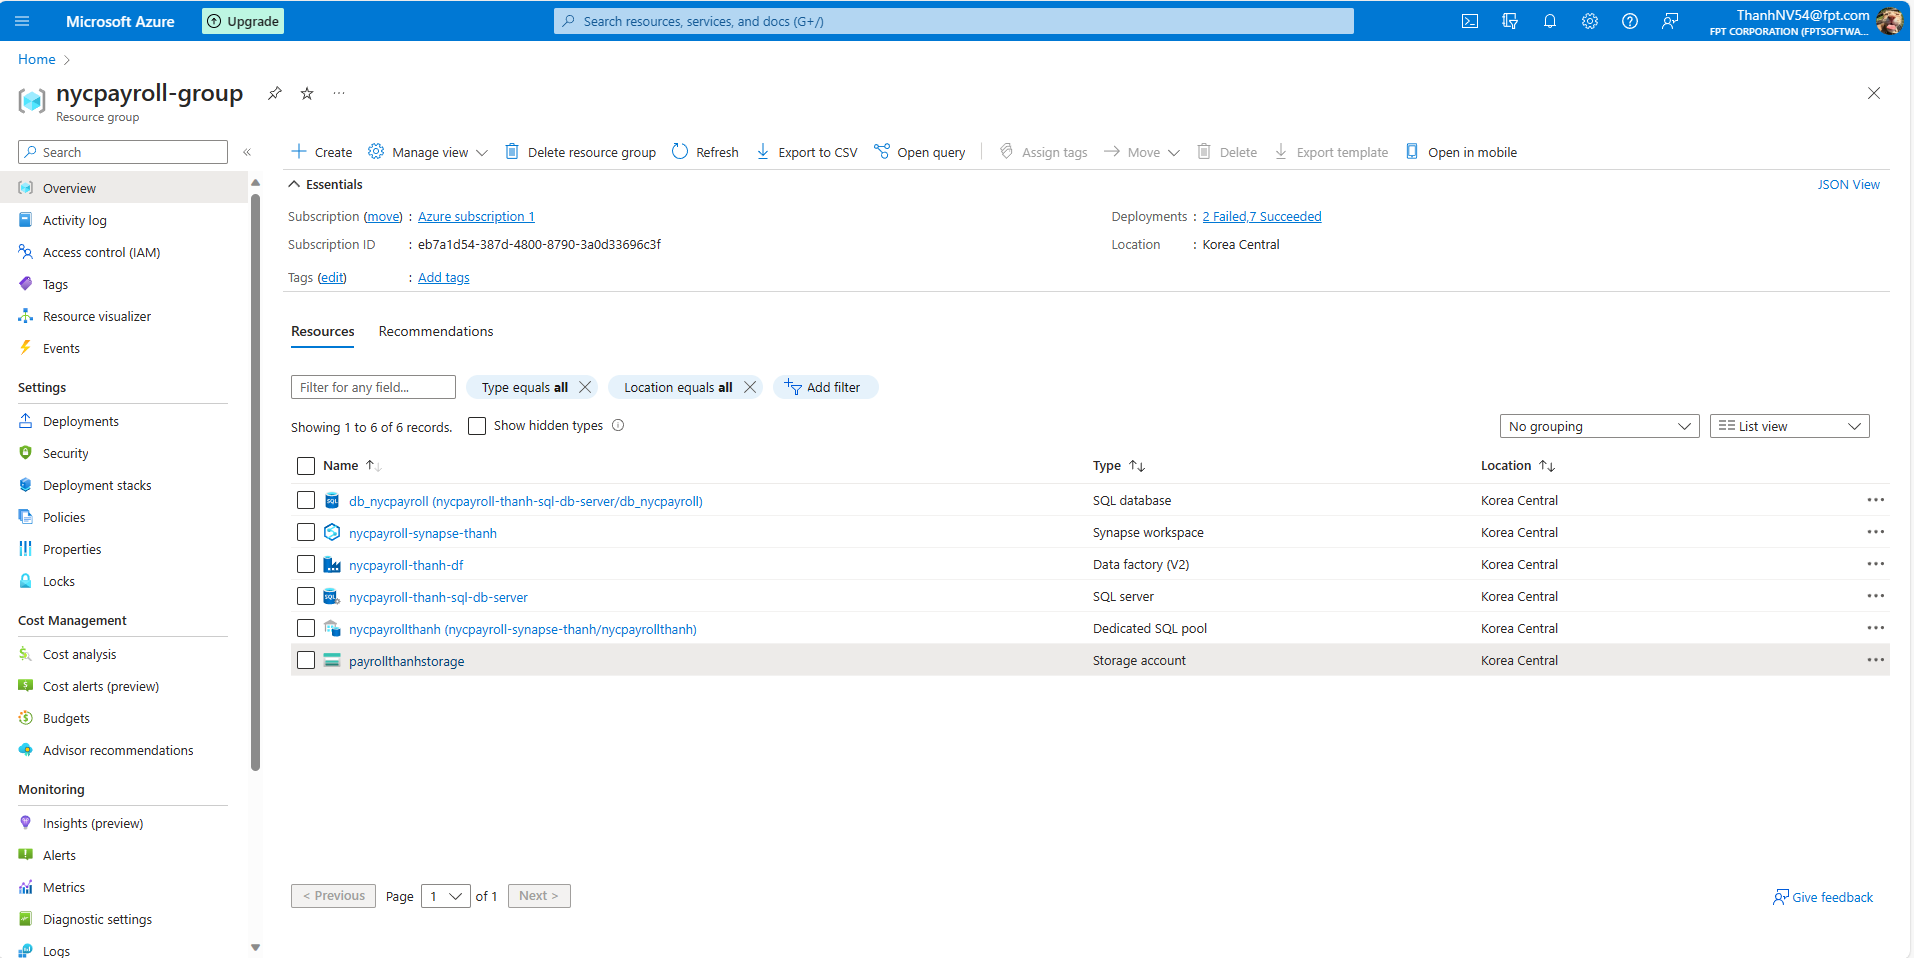 Microsoft Azure
Upgrade
Search resources, services, and docs (G+/)
ThanhNV54@fpt.com
FPT CORPORATION (FPTSOFTWA...
Home
nycpayroll-group
Resource group
Search
Create
Manage view
Delete resource group
Refresh
Export to CSV
Open query
Assign tags
Move
Delete
Export template
Open in mobile
Overview
Activity log
Access control (IAM)
Tags
Resource visualizer
Events
Settings
Deployments
Security
Deployment stacks
Policies
Properties
Locks
Cost Management
Cost analysis
Cost alerts (preview)
Budgets
Advisor recommendations
Monitoring
Insights (preview)
Alerts
Metrics
Diagnostic settings
Logs
Essentials
JSON View
Subscription (move) : Azure subscription 1
Subscription ID : eb7a1d54-387d-4800-8790-3a0d33696c3f
Tags (edit) : Add tags
Deployments : 2 Failed,7 Succeeded
Location : Korea Central
Resources
Recommendations
Filter for any field...
Type equals all
Location equals all
Add filter
Showing 1 to 6 of 6 records.
Show hidden types
No grouping
List view
Name Type Location
db_nycpayroll (nycpayroll-thanh-sql-db-server/db_nycpayroll) SQL database Korea Central
nycpayroll-synapse-thanh Synapse workspace Korea Central
nycpayroll-thanh-df Data factory (V2) Korea Central
nycpayroll-thanh-sql-db-server SQL server Korea Central
nycpayrollthanh (nycpayroll-synapse-thanh/nycpayrollthanh) Dedicated SQL pool Korea Central
payrollthanhstorage Storage account Korea Central
< Previous Page 1 of 1 Next >
Give feedback